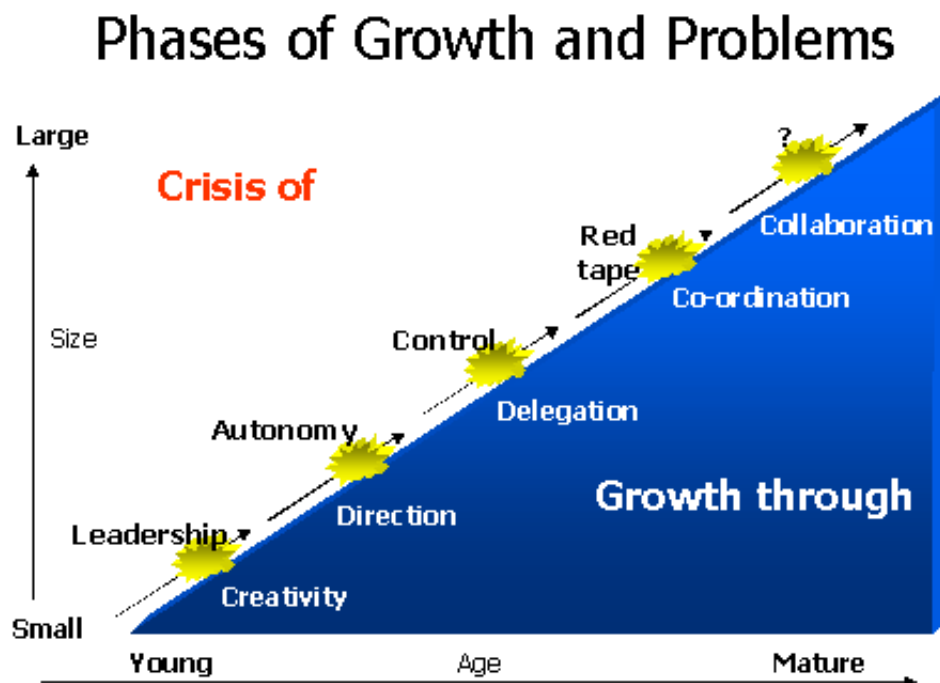 Phases of Growth and Problems
Large
?
Crisis of
Collaboration
Red
tape
Co-ordination
Size
Control
Delegation
Autonomy
Growth through
Direction
Leadership
Creativity
Small
Young
Age
Mature